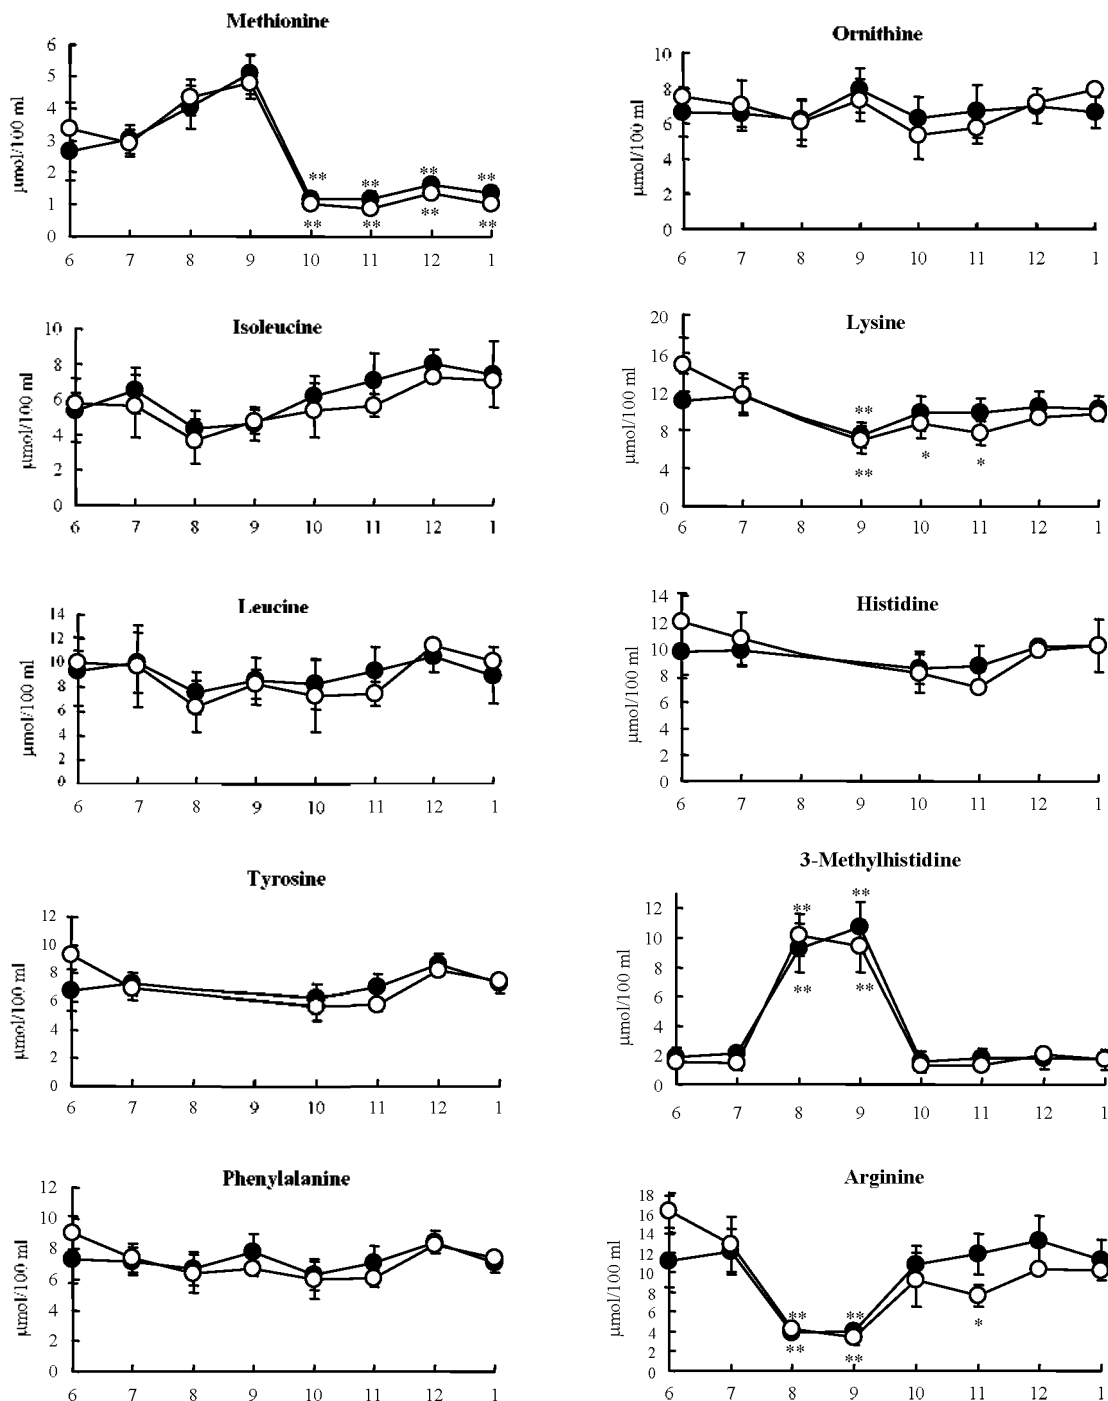 Methionine
6
5
4
3
2
1
0
μmol/100 ml
** ** ** **
** ** ** **
6 7 8 9 10 11 12 1
Ornithine
10
8
6
4
2
0
μmol/100 ml
6 7 8 9 10 11 12 1
Isoleucine
10
8
6
4
2
0
μmol/100 ml
6 7 8 9 10 11 12 1
Lysine
20
16
12
8
4
0
μmol/100 ml
**
** * *
6 7 8 9 10 11 12 1
Leucine
14
12
10
8
6
4
2
0
μmol/100 ml
6 7 8 9 10 11 12 1
Histidine
14
12
10
8
6
4
2
0
μmol/100 ml
6 7 8 9 10 11 12 1
Tyrosine
12
10
8
6
4
2
0
μmol/100 ml
6 7 8 9 10 11 12 1
3-Methylhistidine
12
10
8
6
4
2
0
μmol/100 ml
** **
** **
6 7 8 9 10 11 12 1
Phenylalanine
12
10
8
6
4
2
0
μmol/100 ml
6 7 8 9 10 11 12 1
Arginine
18
16
14
12
10
8
6
4
2
0
μmol/100 ml
** ** *
** **
6 7 8 9 10 11 12 1